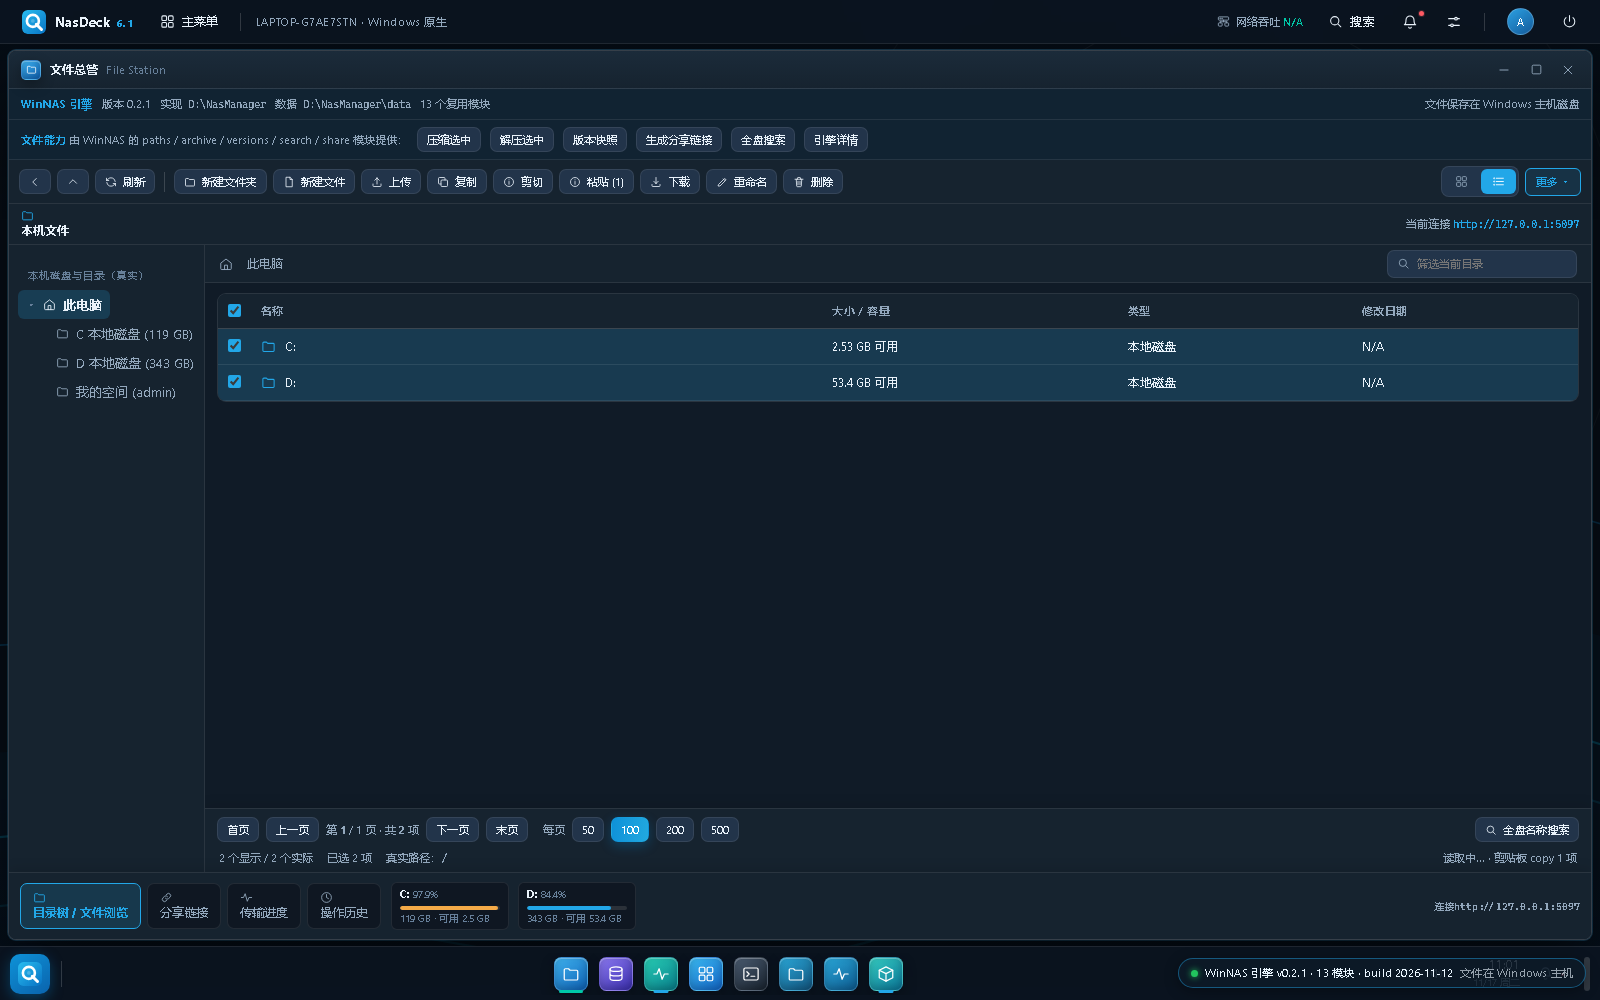 NasDeck 6.1 主菜单 LAPTOP-G7AE7STN · Windows 原生 网络吞吐 N/A 搜索 A
文件总管 File Station
WinNAS 引擎 版本 0.2.1 实现 D:\NasManager 数据 D:\NasManager\data 13 个复用模块 文件保存在 Windows 主机磁盘
文件能力 由 WinNAS 的 paths / archive / versions / search / share 模块提供: 压缩选中 解压选中 版本快照 生成分享链接 全盘搜索 引擎详情
刷新 新建文件夹 新建文件 上传 复制 剪切 粘贴 (1) 下载 重命名 删除 更多
本机文件 当前连接 http://127.0.0.1:5097
本机磁盘与目录（真实）
此电脑
C 本地磁盘 (119 GB)
D 本地磁盘 (343 GB)
我的空间 (admin)
此电脑 筛选当前目录
名称 大小 / 容量 类型 修改日期
C: 2.53 GB 可用 本地磁盘 N/A
D: 53.4 GB 可用 本地磁盘 N/A
首页 上一页 第 1 / 1 页 · 共 2 项 下一页 末页 每页 50 100 200 500 全盘名称搜索
2 个显示 / 2 个实际 已选 2 项 真实路径: / 读取中... · 剪贴板 copy 1 项
目录树 / 文件浏览 分享链接 传输进度 操作历史
C: 97.9%
119 GB · 可用 2.5 GB
D: 84.4%
343 GB · 可用 53.4 GB
连接http://127.0.0.1:5097
WinNAS 引擎 v0.2.1 · 13 模块 · build 2026-11-12 文件在 Windows 主机